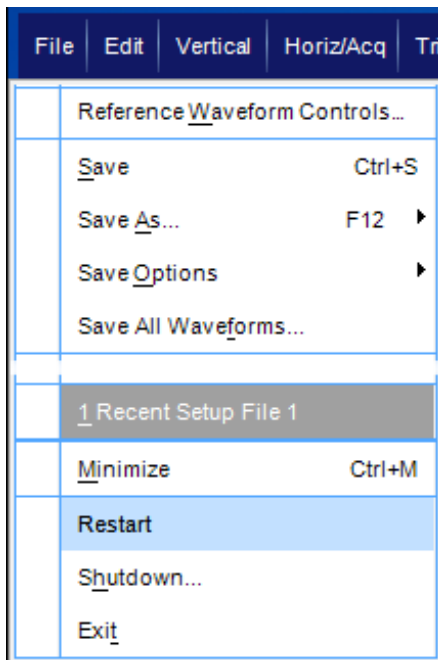 File Edit Vertical Horiz/Acq
Reference Waveform Controls...
Save Ctrl+S
Save As... F12
Save Options
Save All Waveforms...
1 Recent Setup File 1
Minimize Ctrl+M
Restart
Shutdown...
Exit